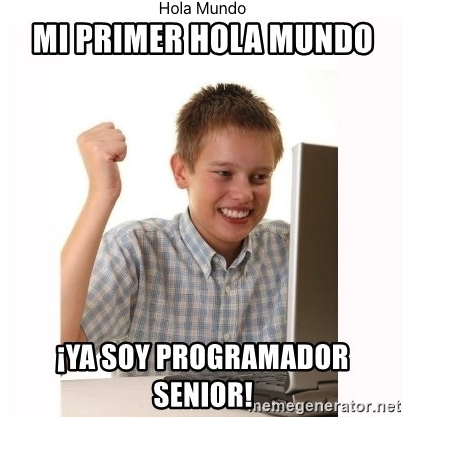 Hola Mundo
MI PRIMER HOLA MUNDO
¡YA SOY PROGRAMADOR
SENIOR!
memegenerator.net